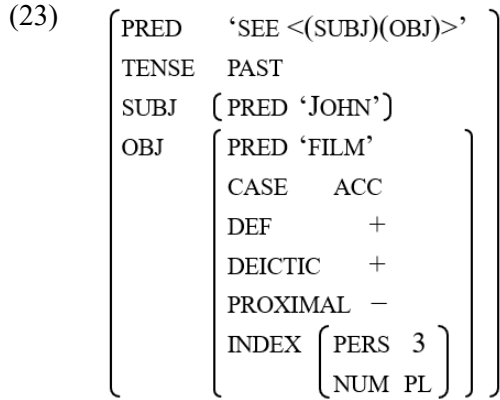 (23) PRED ‘SEE <(SUBJ)(OBJ)>’
TENSE PAST
SUBJ PRED ‘JOHN’
OBJ PRED ‘FILM’
CASE ACC
DEF +
DEICTIC +
PROXIMAL −
INDEX PERS 3
NUM PL